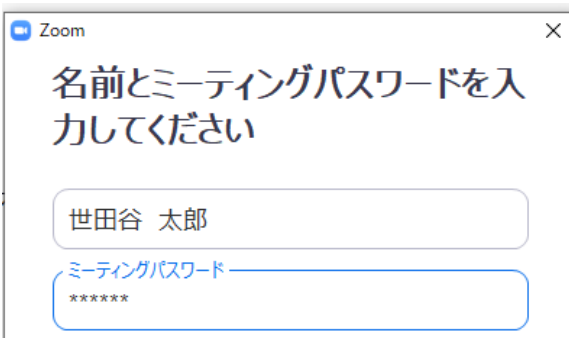 Zoom
名前とミーティングパスワードを入
力してください
世田谷 太郎
ミーティングパスワード
******